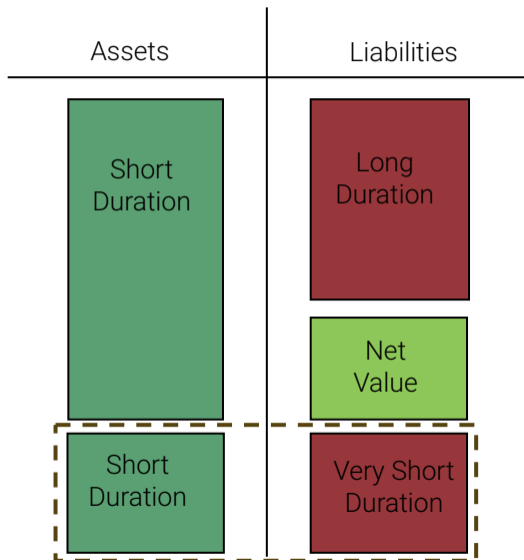 Assets
Liabilities
Short
Duration
Long
Duration
Net
Value
Short
Duration
Very Short
Duration